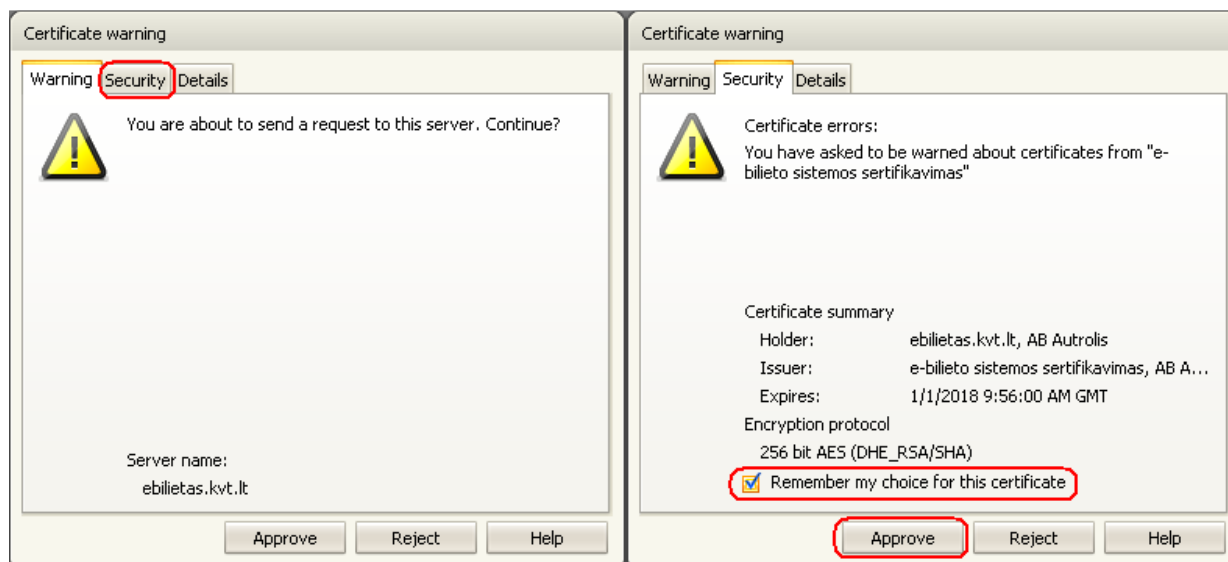 Certificate warning
Warning Security Details
You are about to send a request to this server. Continue?
Server name:
ebilietas.kvt.lt
Approve Reject Help
Certificate warning
Warning Security Details
Certificate errors:
You have asked to be warned about certificates from "e-
bilieto sistemos sertifikavimas"
Certificate summary
Holder: ebilietas.kvt.lt, AB Autrolis
Issuer: e-bilieto sistemos sertifikavimas, AB A...
Expires: 1/1/2018 9:56:00 AM GMT
Encryption protocol
256 bit AES (DHE_RSA/SHA)
Remember my choice for this certificate
Approve Reject Help